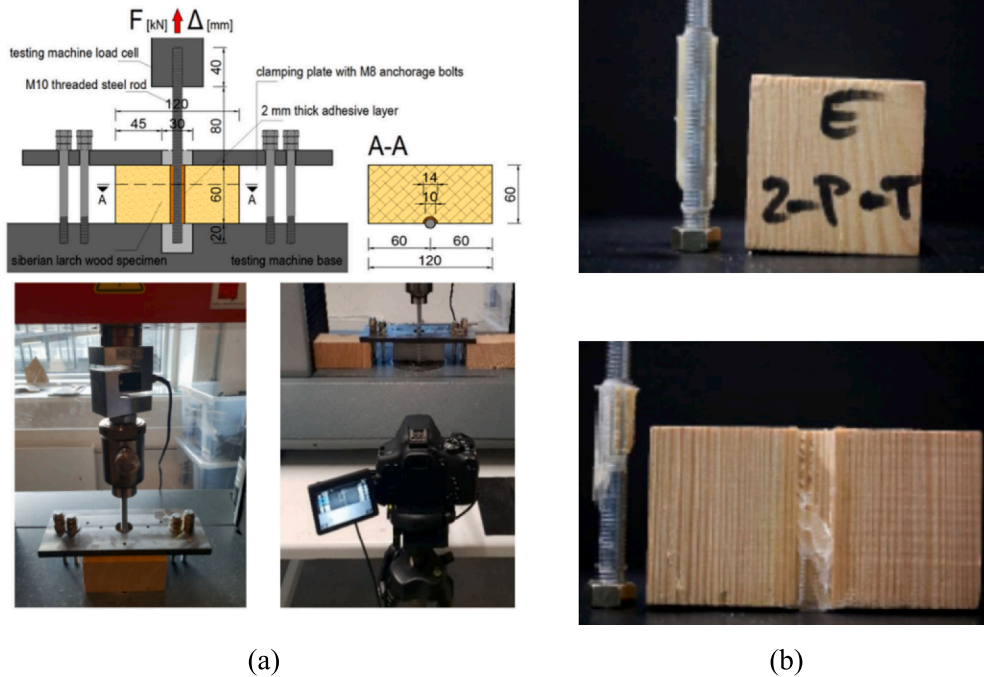 F [kN] Δ [mm]
testing machine load cell
M10 threaded steel rod
40
clamping plate with M8 anchorage bolts
120
2 mm thick adhesive layer
45
30
80
A-A
14
10
A
A
60
60
20
siberian larch wood specimen
testing machine base
60
60
120
E
2-P-T
(a)
(b)